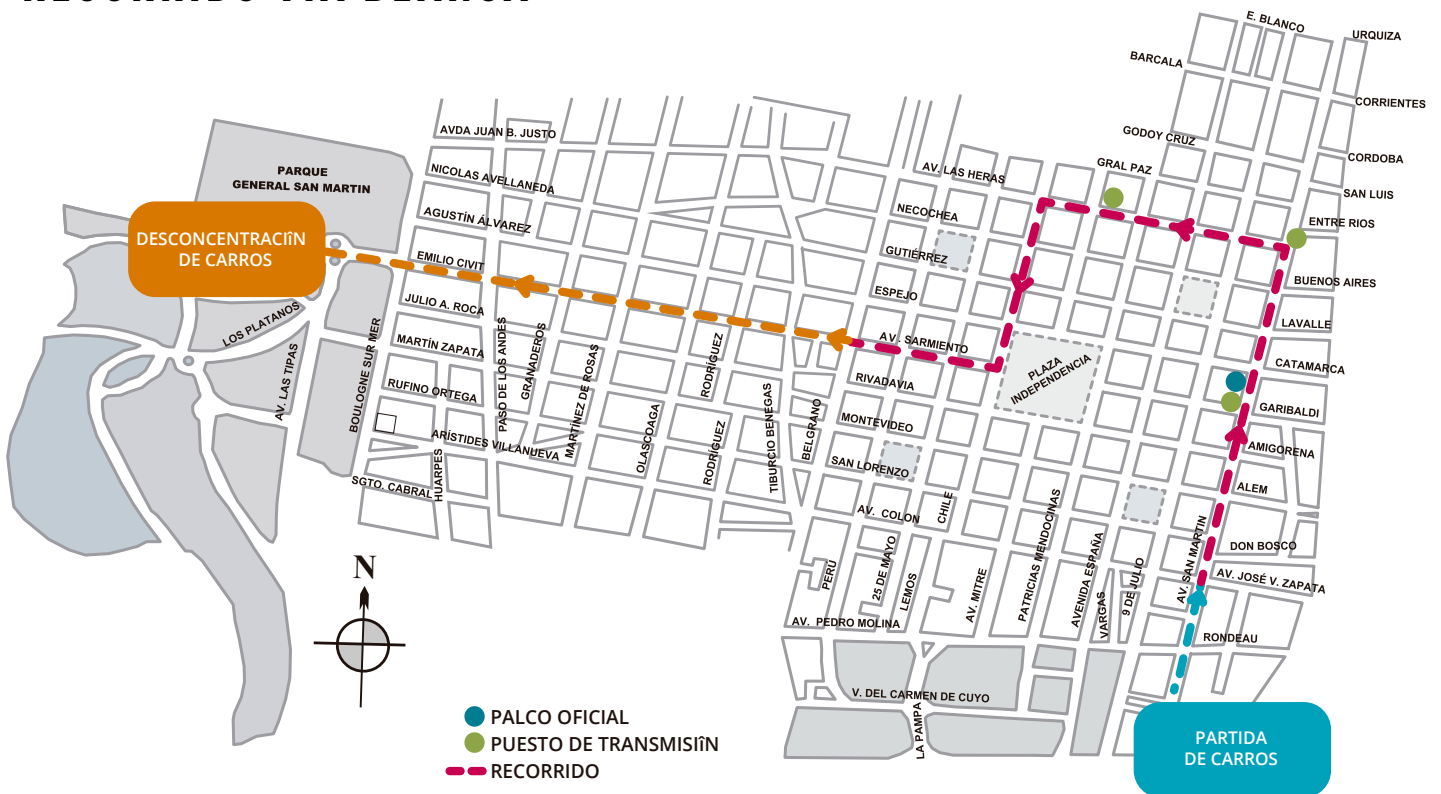 E. BLANCO
URQUIZA
BARCALA
CORRIENTES
GODOY CRUZ
CORDOBA
GRAL PAZ
SAN LUIS
ENTRE RIOS
BUENOS AIRES
LAVALLE
CATAMARCA
GARIBALDI
AMIGORENA
ALEM
DON BOSCO
AV. JOSÉ V. ZAPATA
RONDEAU
AVDA JUAN B. JUSTO
NICOLAS AVELLANEDA
AGUSTÍN ÁLVAREZ
EMILIO CIVIT
JULIO A. ROCA
MARTÍN ZAPATA
RUFINO ORTEGA
ARÍSTIDES VILLANUEVA
SGTO. CABRAL
PARQUE
GENERAL SAN MARTIN
DESCONCENTRACIîN
DE CARROS
LOS PLATANOS
AV. LAS TIPAS
BOULOGNE SUR MER
HUARPES
PASO DE LOS ANDES
GRANADEROS
MARTÍNEZ DE ROSAS
OLASCOAGA
RODRÍGUEZ
RODRÍGUEZ
TIBURCIO BENEGAS
BELGRANO
AV. LAS HERAS
NECOCHEA
GUTIÉRREZ
ESPEJO
AV . SARMIENTO
RIVADAVIA
MONTEVIDEO
SAN LORENZO
AV. COLON
PLAZA
INDEPENDENCIA
PERÚ
25 DE MAYO
LEMOS
CHILE
AV. MITRE
PATRICIAS MENDOCINAS
AVENIDA ESPAÑA
VARGAS
9 DE JULIO
AV. SAN MARTIN
AV. PEDRO MOLINA
V. DEL CARMEN DE CUYO
LA PAMPA
N
PALCO OFICIAL
PUESTO DE TRANSMISIîN
RECORRIDO
PARTIDA
DE CARROS